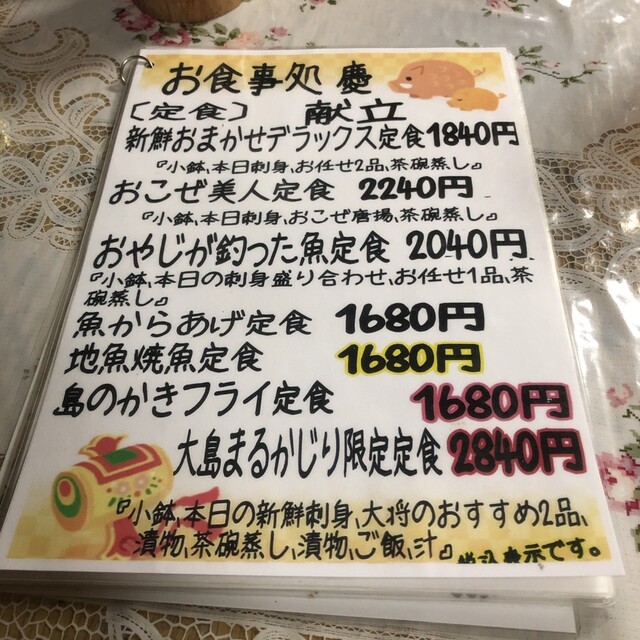 お食事処 慶
〔定食〕 献立
新鮮おまかせデラックス定食1840円
『小鉢、本日刺身、お任せ2品、茶碗蒸し』
おこぜ美人定食 2240円
『小鉢、本日刺身、おこぜ唐揚、茶碗蒸し』
おやじが釣った魚定食 2040円
『小鉢、本日の刺身盛り合わせ、お任せ1品、茶
碗蒸し』
魚からあげ定食 1680円
地魚焼魚定食 1680円
島のかきフライ定食 1680円
大島まるかじり限定定食 2840円
『小鉢、本日の新鮮刺身、大将のおすすめ2品、
漬物、茶碗蒸し、漬物、ご飯、汁』
税込表示です。